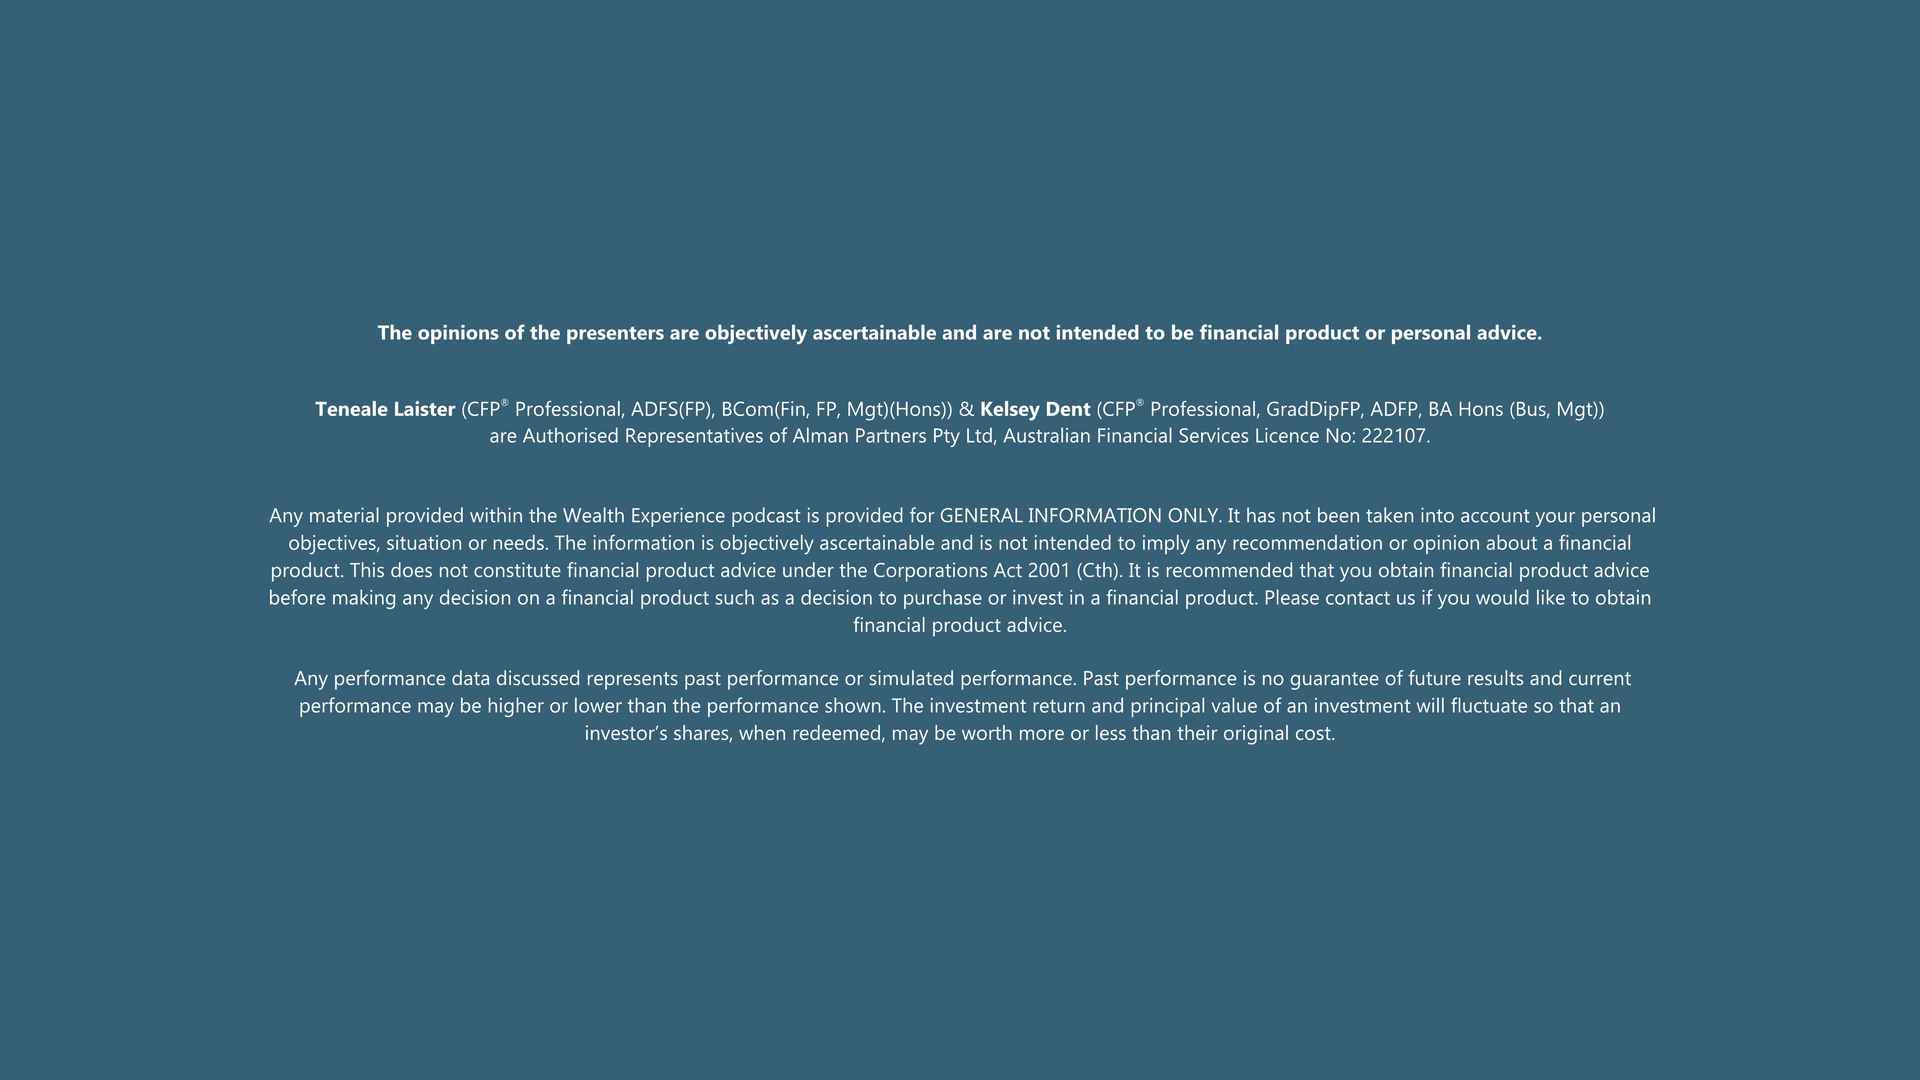 The opinions of the presenters are objectively ascertainable and are not intended to be financial product or personal advice.
Teneale Laister (CFP® Professional, ADFS(FP), BCom(Fin, FP, Mgt)(Hons)) & Kelsey Dent (CFP® Professional, GradDipFP, ADFP, BA Hons (Bus, Mgt))
are Authorised Representatives of Alman Partners Pty Ltd, Australian Financial Services Licence No: 222107.
Any material provided within the Wealth Experience podcast is provided for GENERAL INFORMATION ONLY. It has not been taken into account your personal
objectives, situation or needs. The information is objectively ascertainable and is not intended to imply any recommendation or opinion about a financial
product. This does not constitute financial product advice under the Corporations Act 2001 (Cth). It is recommended that you obtain financial product advice
before making any decision on a financial product such as a decision to purchase or invest in a financial product. Please contact us if you would like to obtain
financial product advice.
Any performance data discussed represents past performance or simulated performance. Past performance is no guarantee of future results and current
performance may be higher or lower than the performance shown. The investment return and principal value of an investment will fluctuate so that an
investor’s shares, when redeemed, may be worth more or less than their original cost.